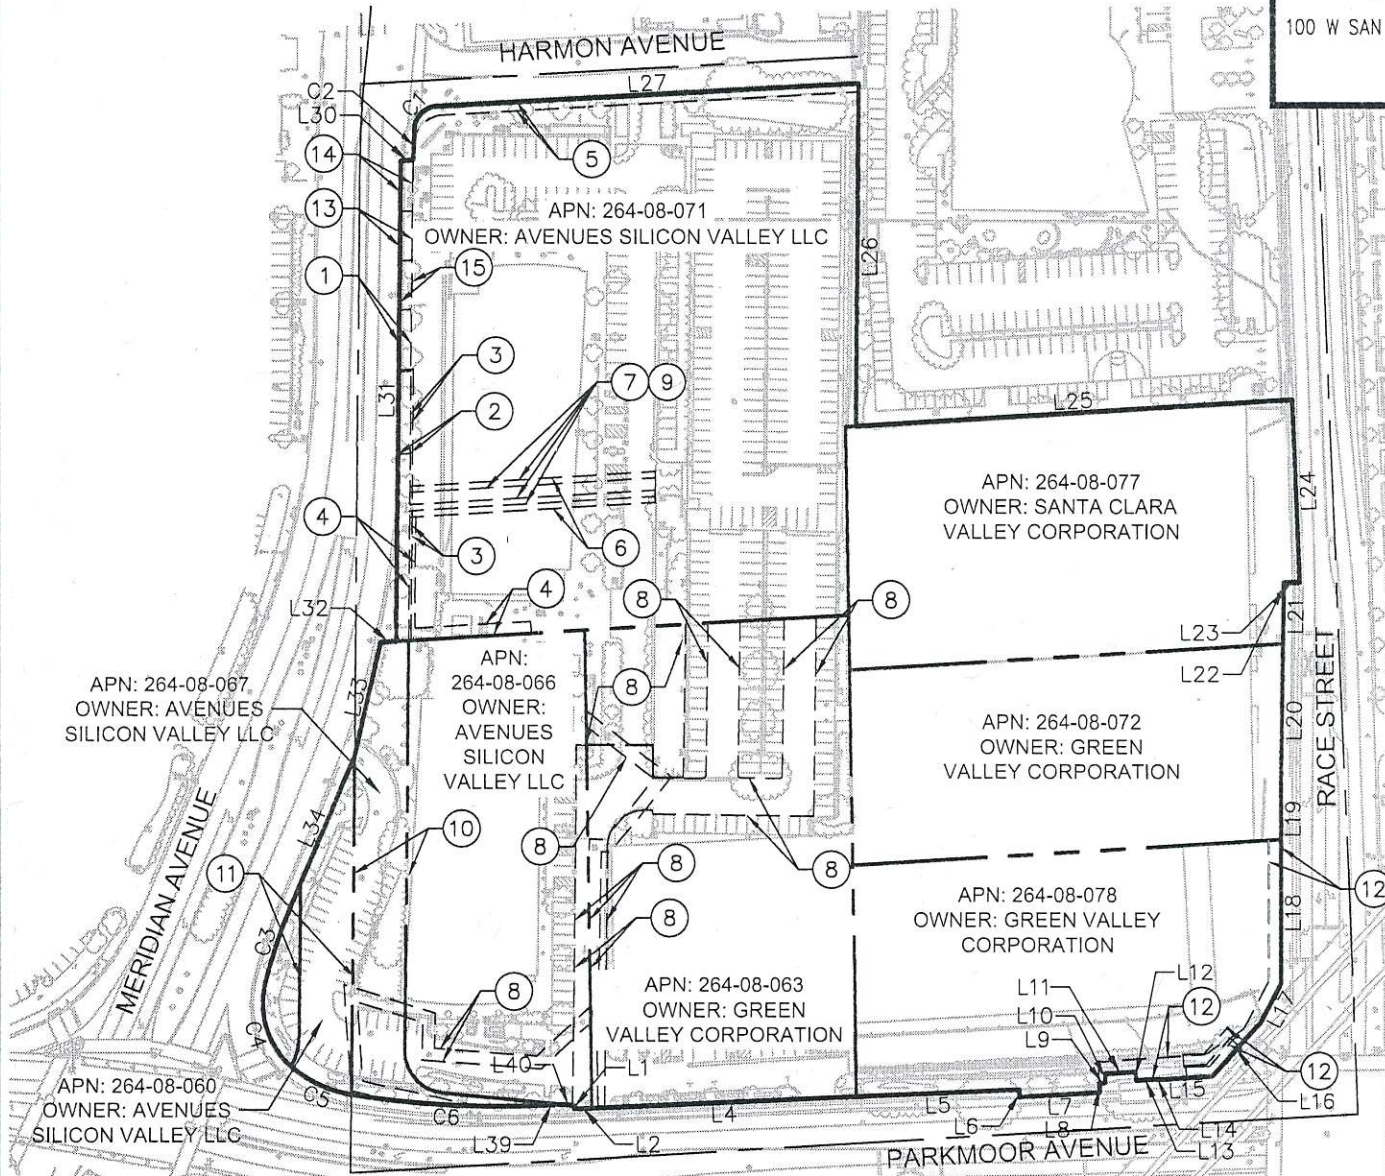 100 W SAN
HARMON AVENUE
L27
C2
C1
L30
14
5
13
APN: 264-08-071
OWNER: AVENUES SILICON VALLEY LLC
L26
15
1
3
7
9
L31
L25
2
APN: 264-08-077
OWNER: SANTA CLARA
VALLEY CORPORATION
L24
4
3
6
4
8
8
L32
L23
L21
L22
APN:
264-08-066
OWNER:
AVENUES
SILICON
VALLEY LLC
8
APN: 264-08-067
OWNER: AVENUES
SILICON VALLEY LLC
L33
APN: 264-08-072
OWNER: GREEN
VALLEY CORPORATION
L20
RACE STREET
L34
10
8
8
L19
MERIDIAN AVENUE
11
8
12
APN: 264-08-078
OWNER: GREEN VALLEY
CORPORATION
L18
8
C3
8
APN: 264-08-063
OWNER: GREEN
VALLEY CORPORATION
L12
L11
12
L10
L9
L17
C4
L40
L1
12
APN: 264-08-060
OWNER: AVENUES
SILICON VALLEY LLC
C5
C6
L4
L5
L7
L15
L16
L6
L8
L14
L13
L39
L2
PARKMOOR AVENUE